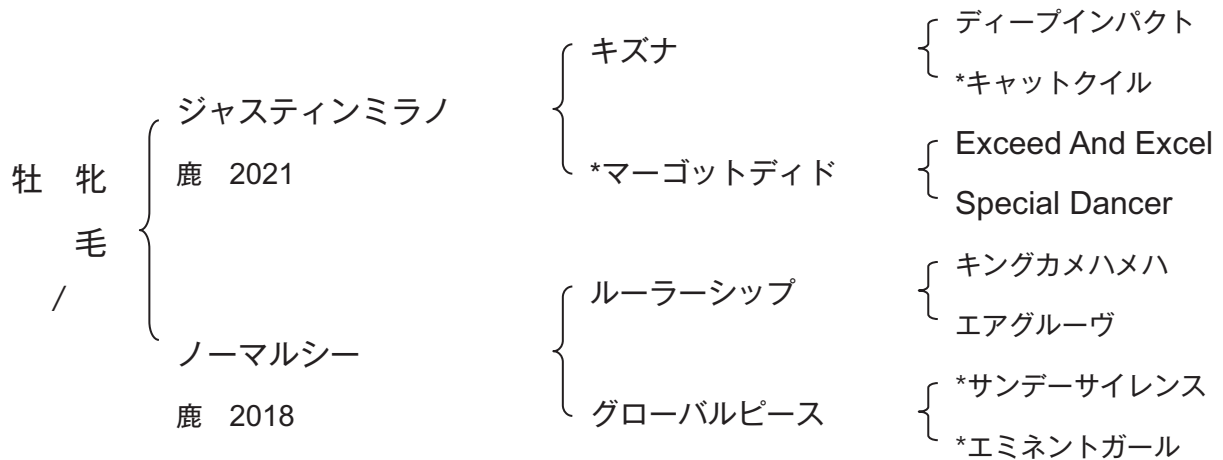 牡 牝
毛
/
ジャスティンミラノ
鹿 2021
ノーマルシー
鹿 2018
キズナ
*マーゴットディド
ルーラーシップ
グローバルピース
ディープインパクト
*キャットクイル
Exceed And Excel
Special Dancer
キングカメハメハ
エアグルーヴ
*サンデーサイレンス
*エミネントガール